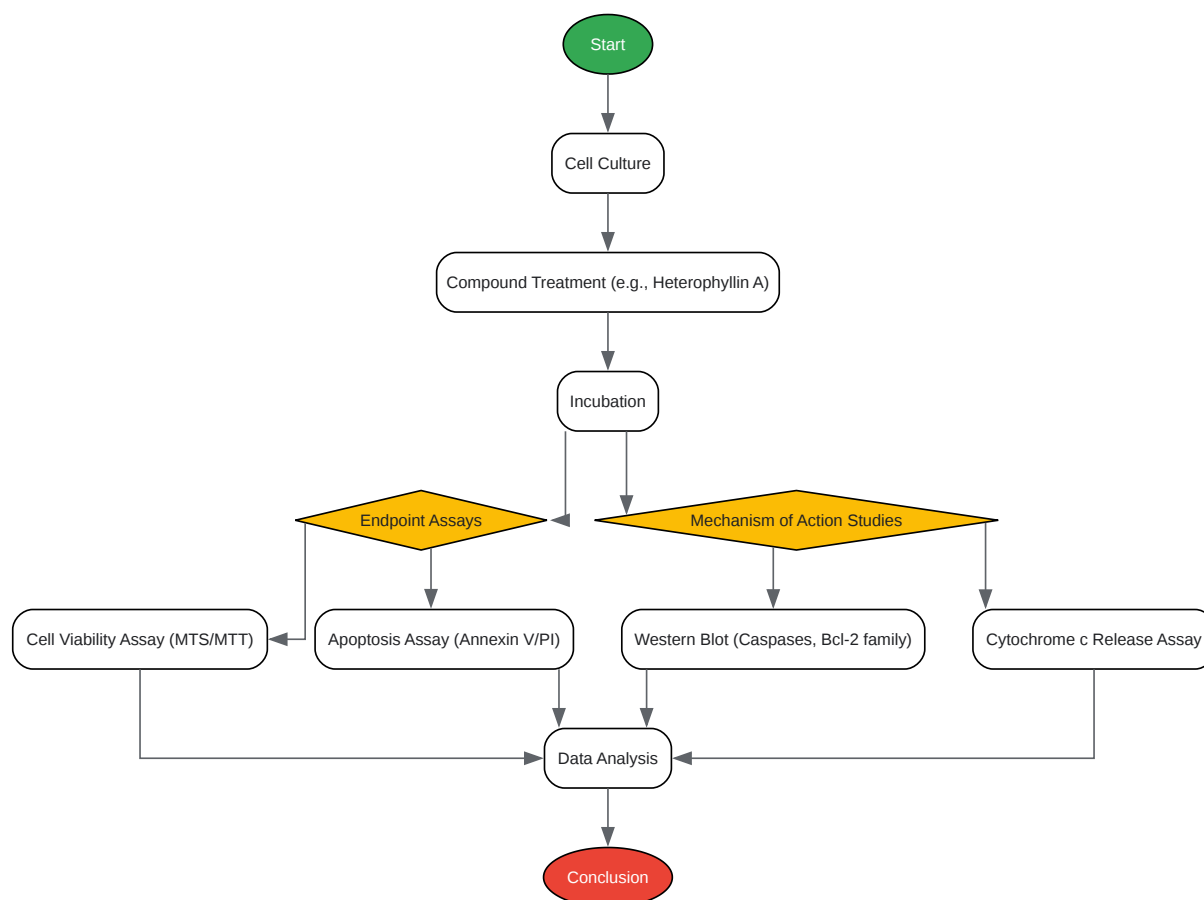 Start
Cell Culture
Compound Treatment (e.g., Heterophyllin A)
Incubation
Endpoint Assays
Mechanism of Action Studies
Cell Viability Assay (MTS/MTT)
Apoptosis Assay (Annexin V/PI)
Western Blot (Caspases, Bcl-2 family)
Cytochrome c Release Assay
Data Analysis
Conclusion